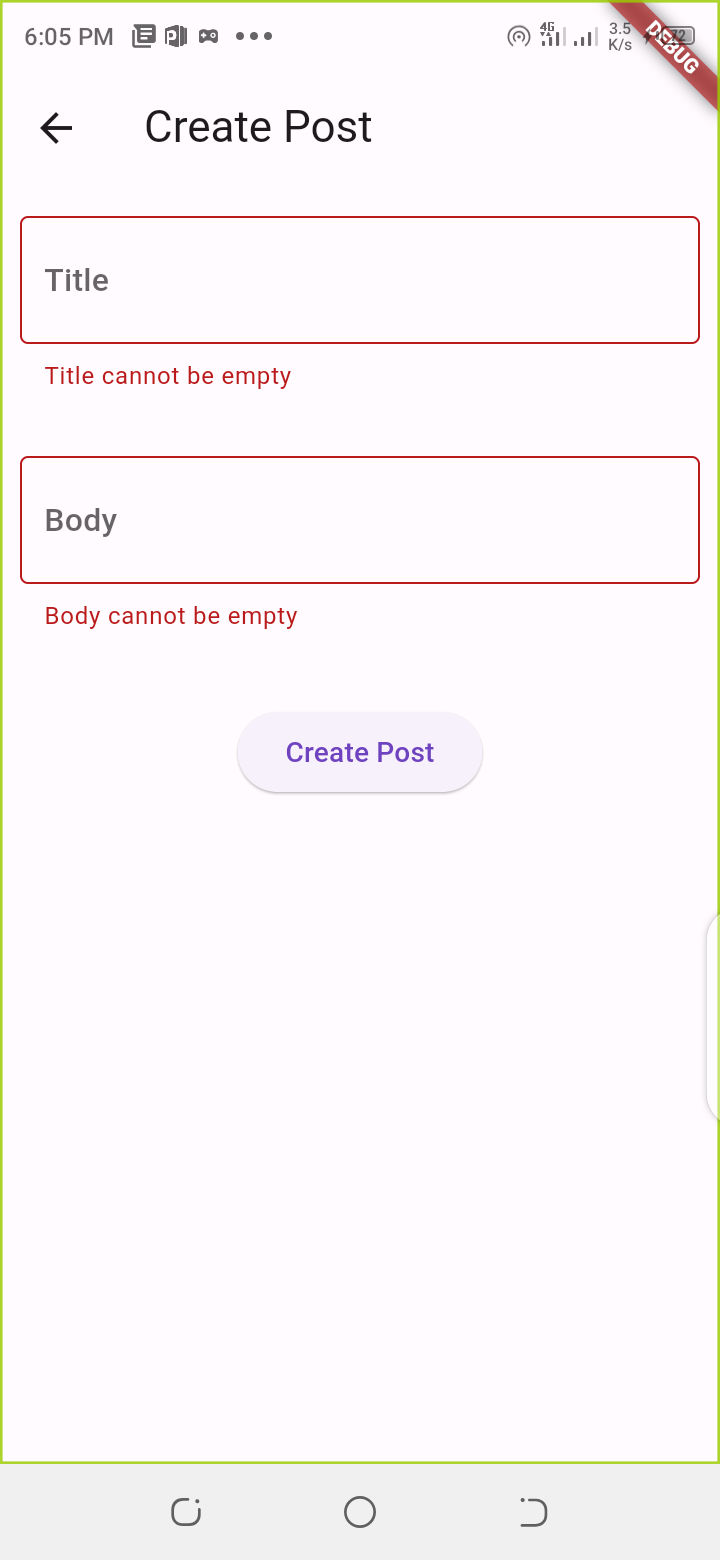 6:05 PM
4G
3.5
K/s
72
DEBUG
Create Post
Title
Title cannot be empty
Body
Body cannot be empty
Create Post